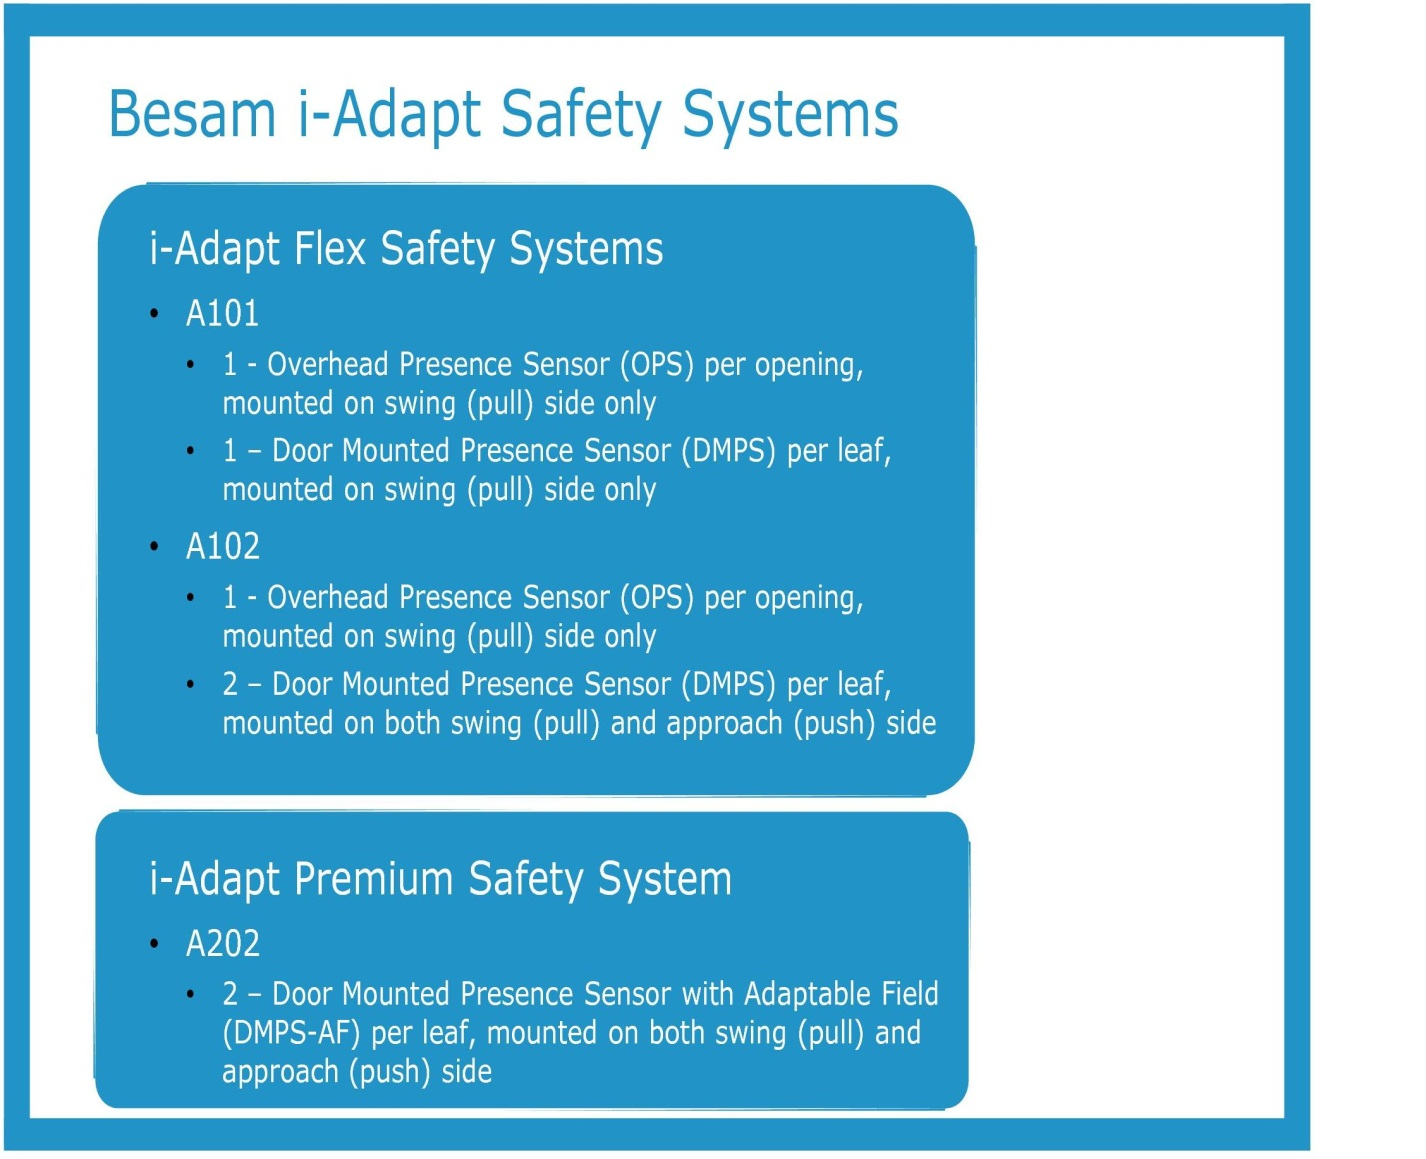 Besam i-Adapt Safety Systems
i-Adapt Flex Safety Systems
• A101
• 1 - Overhead Presence Sensor (OPS) per opening,
mounted on swing (pull) side only
• 1 – Door Mounted Presence Sensor (DMPS) per leaf,
mounted on swing (pull) side only
• A102
• 1 - Overhead Presence Sensor (OPS) per opening,
mounted on swing (pull) side only
• 2 – Door Mounted Presence Sensor (DMPS) per leaf,
mounted on both swing (pull) and approach (push) side
i-Adapt Premium Safety System
• A202
• 2 – Door Mounted Presence Sensor with Adaptable Field
(DMPS-AF) per leaf, mounted on both swing (pull) and
approach (push) side